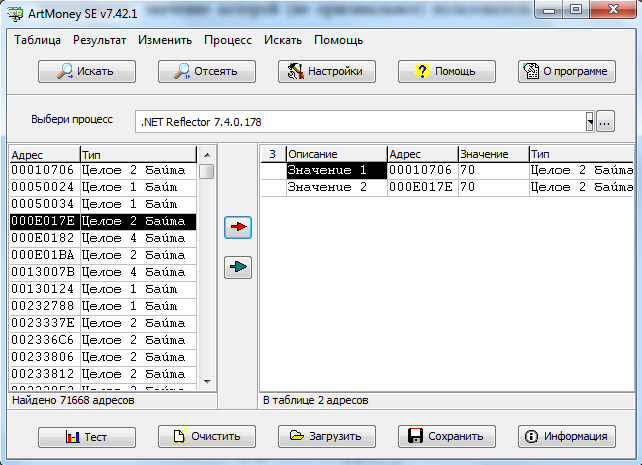 значение которой (не оригинальное) пользователь
ArtMoney SE v7.42.1
Таблица Результат Изменить Процесс Искать Помощь
Искать Отсеять Настройки Помощь О программе
Выбери процесс .NET Reflector 7.4.0.178 ...
Адрес Тип З Описание Адрес Значение Тип
00010706 Целое 2 Байта Значение 1 00010706 70 Целое 2 Байта
00050024 Целое 1 Байт Значение 2 000E017E 70 Целое 2 Байта
00050034 Целое 1 Байт
000E017E Целое 2 Байта
000E0182 Целое 4 Байта
000E01BA Целое 2 Байта
0013007B Целое 4 Байта
00130124 Целое 1 Байт
00232788 Целое 1 Байт
0023337E Целое 2 Байта
002336C6 Целое 2 Байта
00233806 Целое 2 Байта
00233812 Целое 2 Байта
Найдено 71668 адресов В таблице 2 адресов
Тест Очистить Загрузить Сохранить Информация